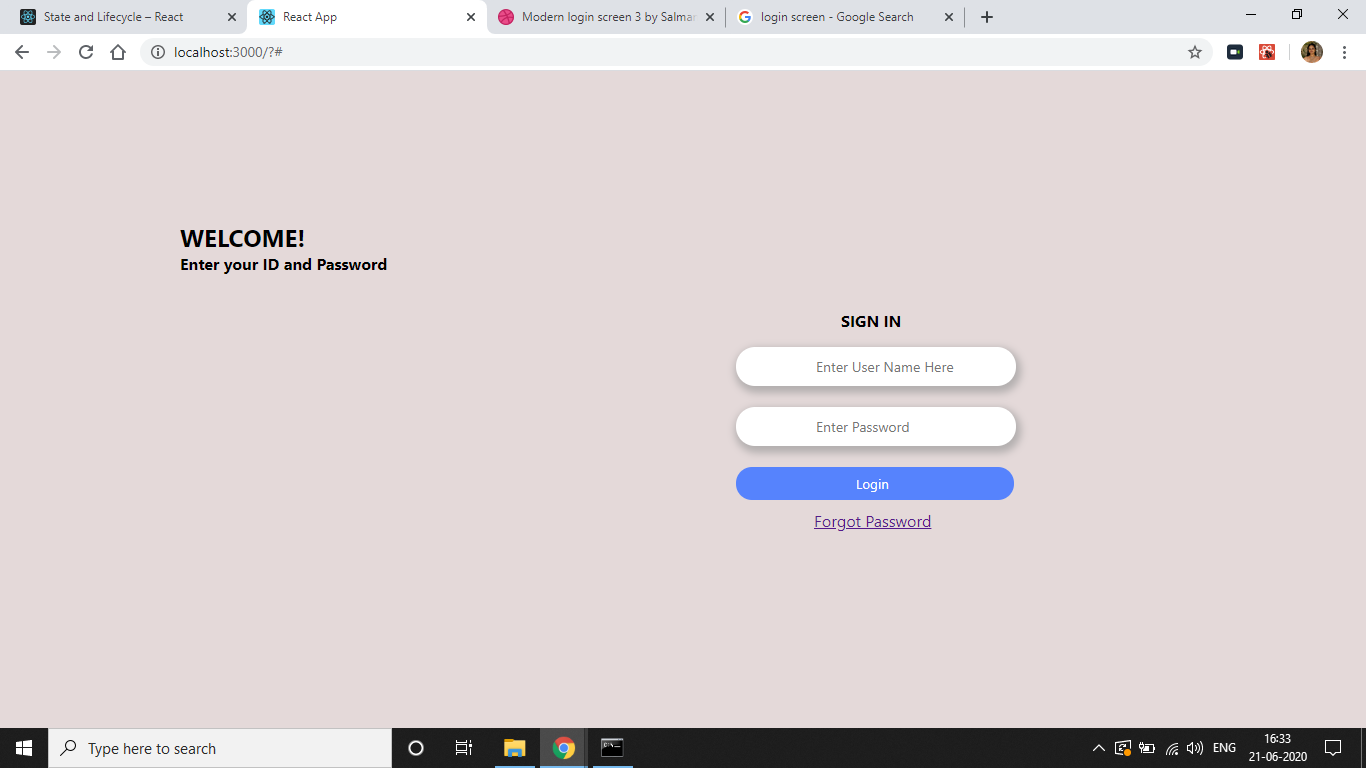 State and Lifecycle – React
React App
Modern login screen 3 by Salman
login screen - Google Search
localhost:3000/?#
WELCOME!
Enter your ID and Password
SIGN IN
Enter User Name Here
Enter Password
Login
Forgot Password
Type here to search
ENG
16:33
21-06-2020